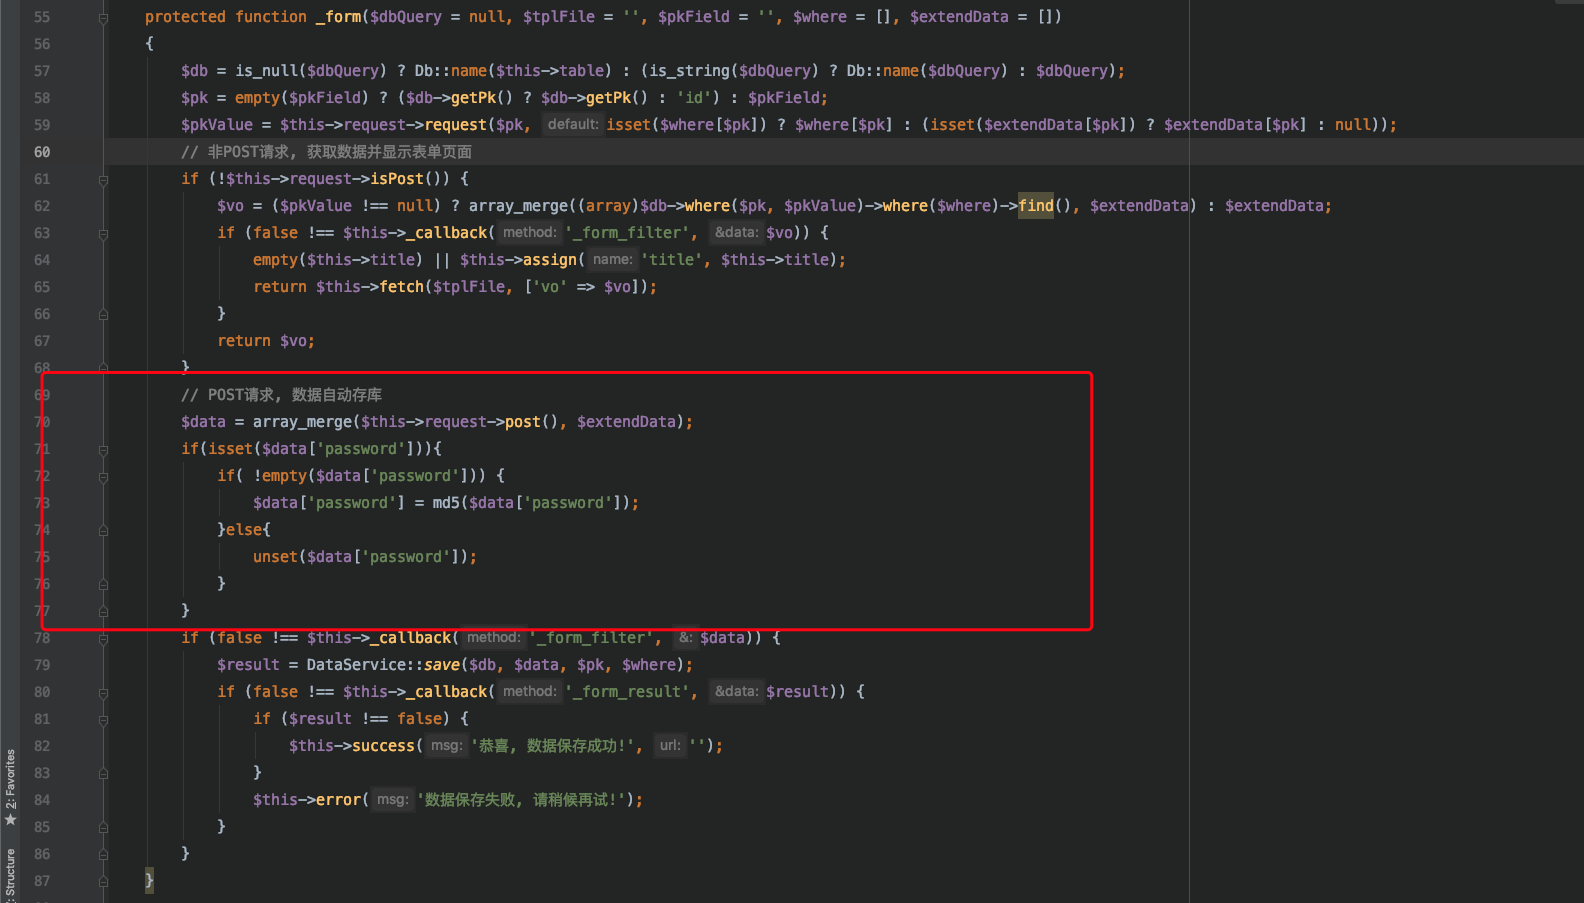 55 protected function _form($dbQuery = null, $tplFile = '', $pkField = '', $where = [], $extendData = [])
56 {
57 $db = is_null($dbQuery) ? Db::name($this->table) : (is_string($dbQuery) ? Db::name($dbQuery) : $dbQuery);
58 $pk = empty($pkField) ? ($db->getPk() ? $db->getPk() : 'id') : $pkField;
59 $pkValue = $this->request->request($pk, default: isset($where[$pk]) ? $where[$pk] : (isset($extendData[$pk]) ? $extendData[$pk] : null));
60 // 非POST请求, 获取数据并显示表单页面
61 if (!$this->request->isPost()) {
62 $vo = ($pkValue !== null) ? array_merge((array)$db->where($pk, $pkValue)->where($where)->find(), $extendData) : $extendData;
63 if (false !== $this->_callback( method: '_form_filter', &data: $vo)) {
64 empty($this->title) || $this->assign( name: 'title', $this->title);
65 return $this->fetch($tplFile, ['vo' => $vo]);
66 }
67 return $vo;
68 }
69 // POST请求, 数据自动存库
70 $data = array_merge($this->request->post(), $extendData);
71 if(isset($data['password'])){
72 if( !empty($data['password'])) {
73 $data['password'] = md5($data['password']);
74 }else{
75 unset($data['password']);
76 }
77 }
78 if (false !== $this->_callback( method: '_form_filter', &: $data)) {
79 $result = DataService::save($db, $data, $pk, $where);
80 if (false !== $this->_callback( method: '_form_result', &data: $result)) {
81 if ($result !== false) {
82 $this->success( msg: '恭喜, 数据保存成功!', url: '');
83 }
84 $this->error( msg: '数据保存失败, 请稍候再试!');
85 }
86 }
87 }
2: Favorites
Structure